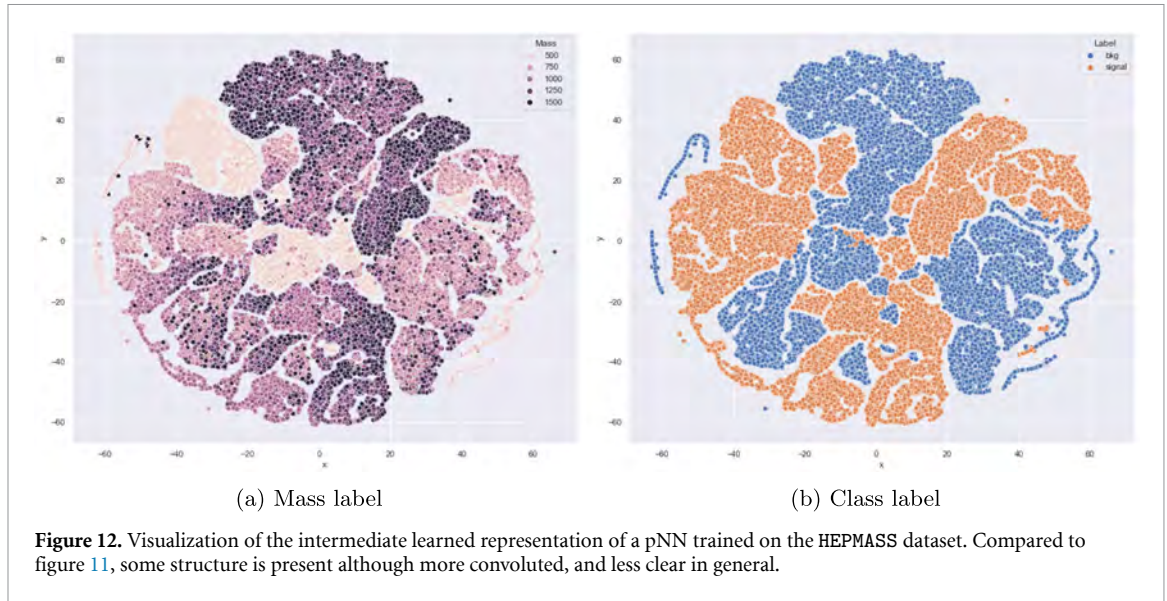 Mass
500
750
1000
1250
1500
60
40
20
0
−20
−40
−60
y
−60 −40 −20 0 20 40 60
x
Label
bkg
signal
60
40
20
0
−20
−40
−60
y
−60 −40 −20 0 20 40 60
x
(a) Mass label
(b) Class label
Figure 12. Visualization of the intermediate learned representation of a pNN trained on the HEPMASS dataset. Compared to
figure 11, some structure is present although more convoluted, and less clear in general.